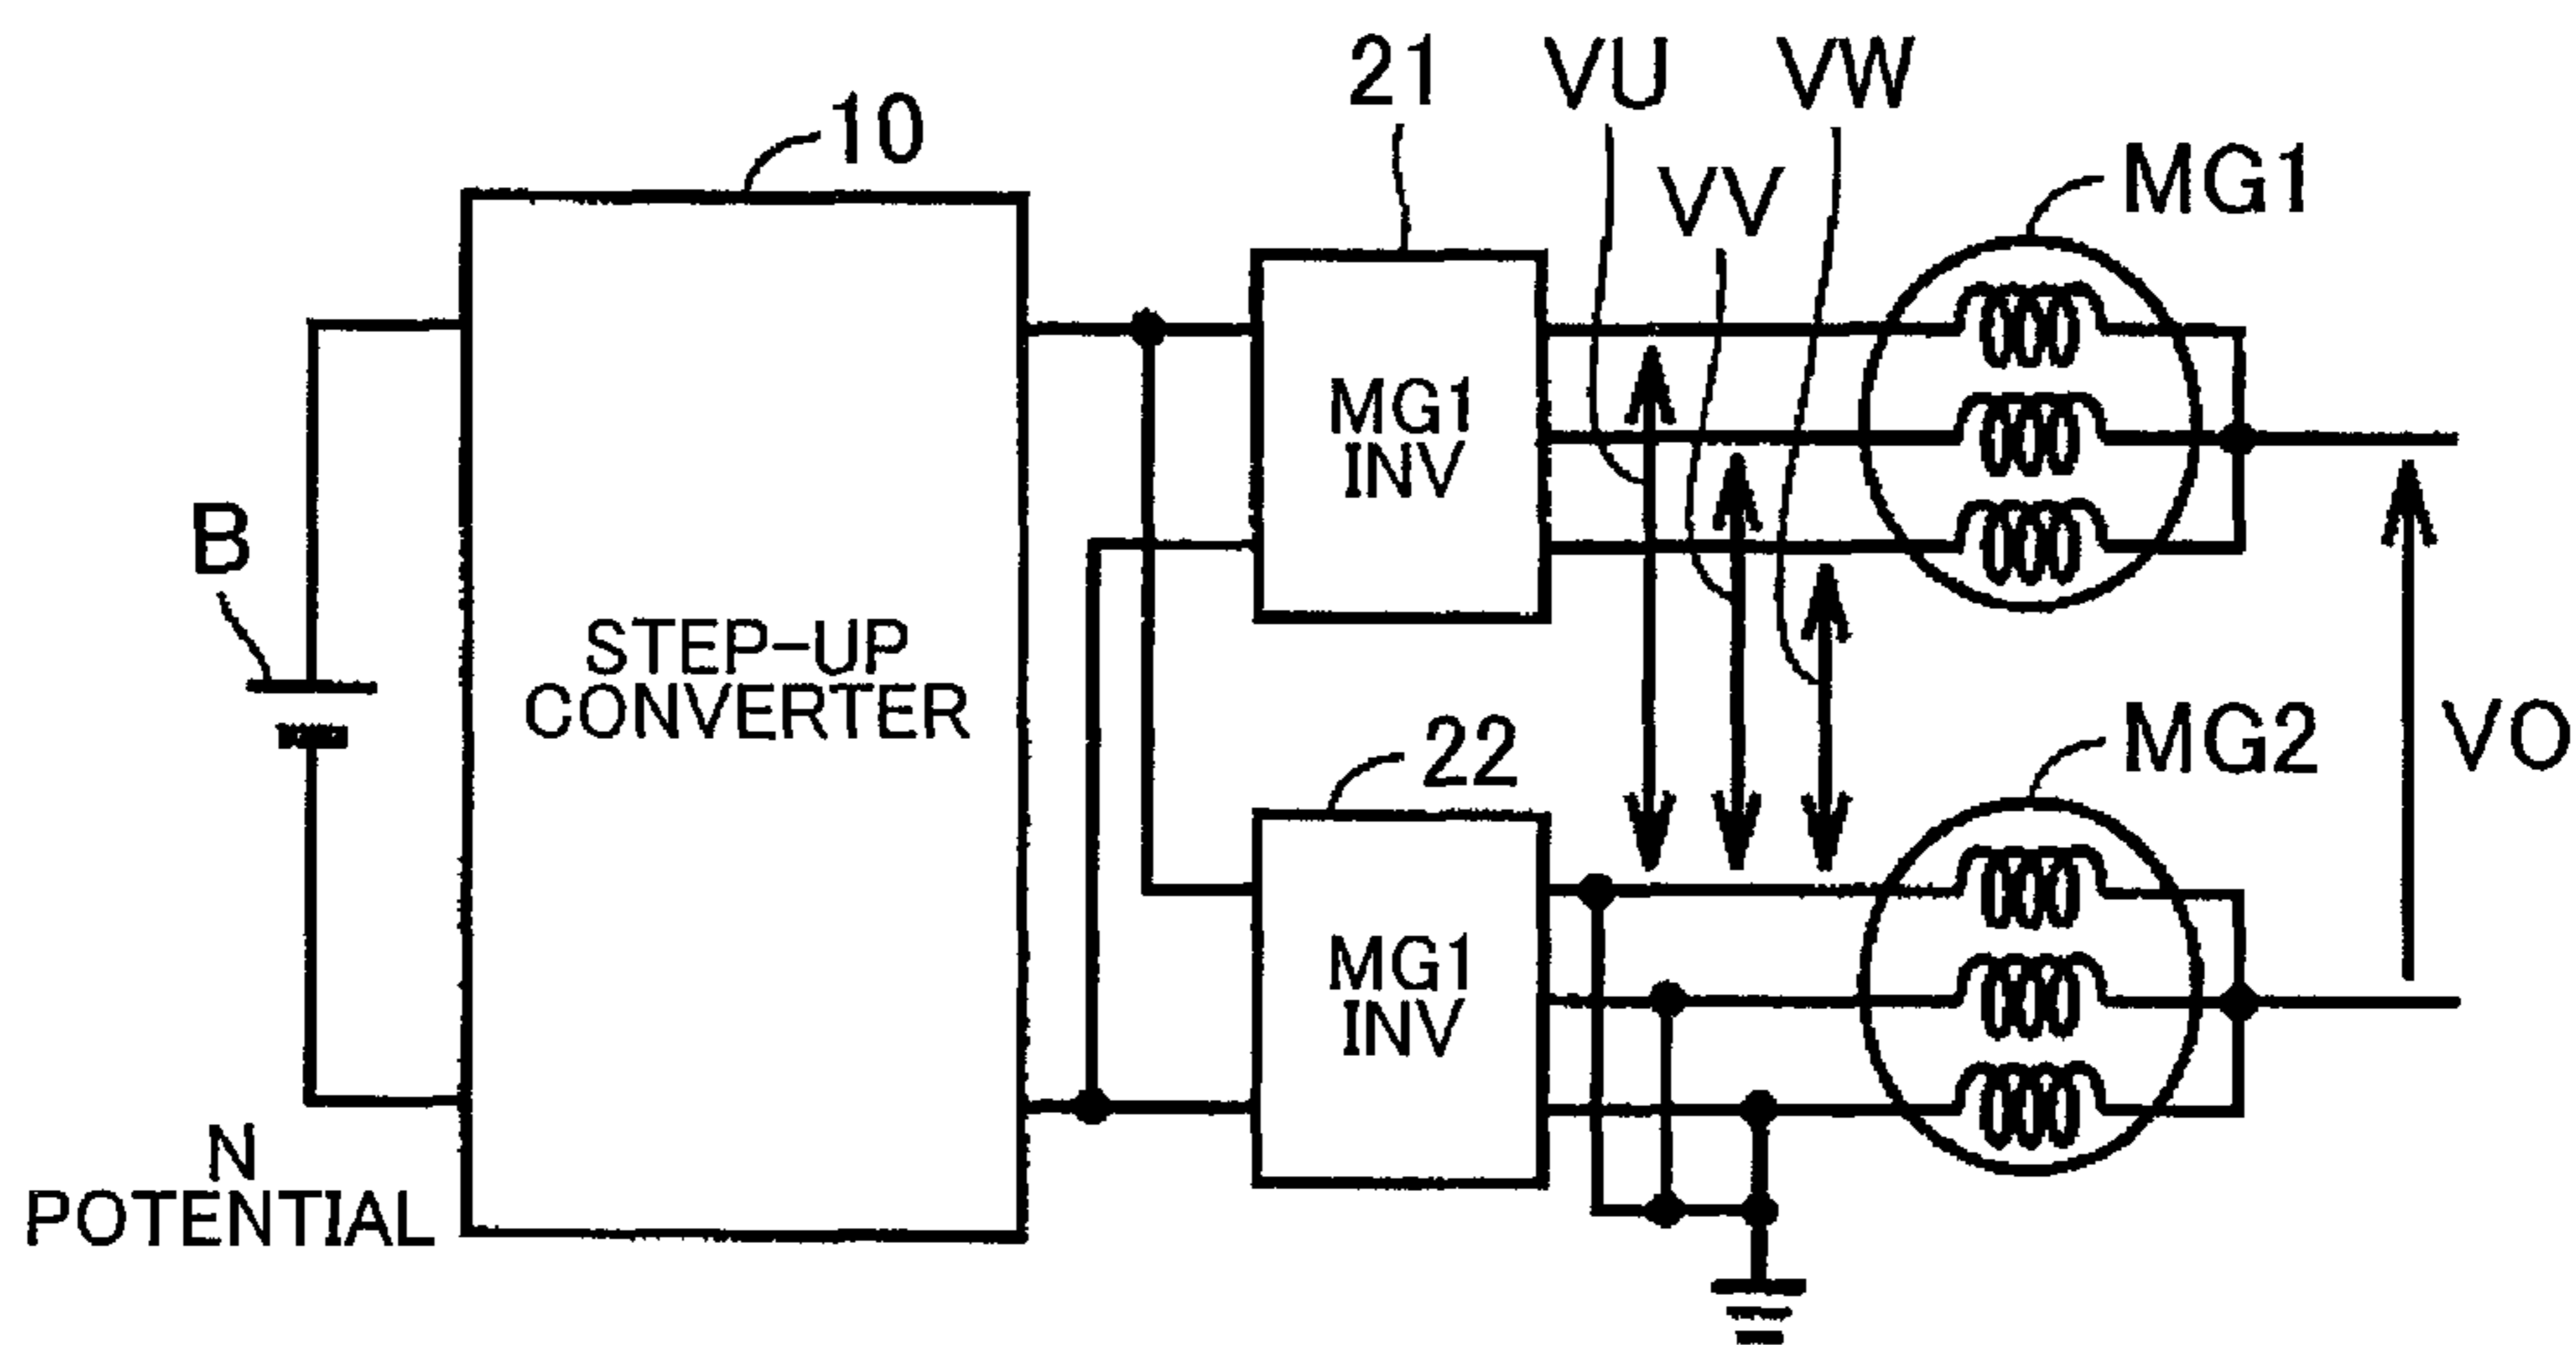 21
VU
VW
10
VV
MG1
MG1
INV
B
STEP-UP
CONVERTER
22
MG2
VO
MG1
INV
N
POTENTIAL